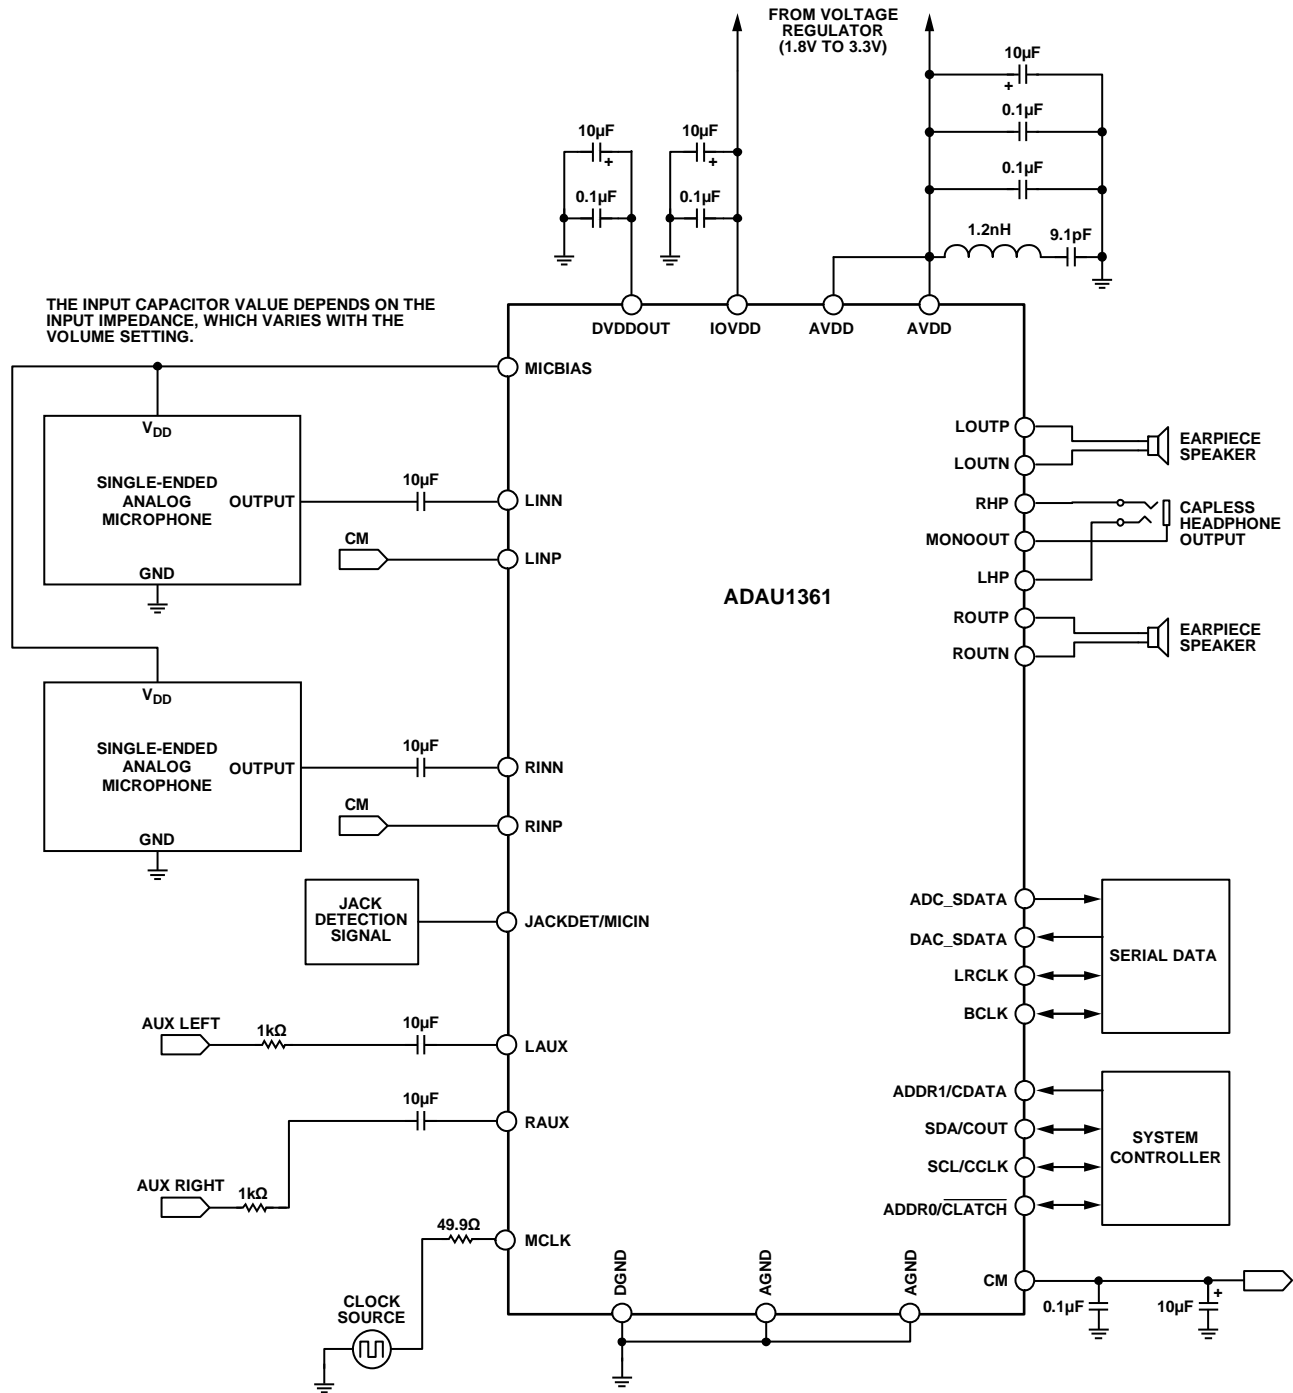 FROM VOLTAGE
REGULATOR
(1.8V TO 3.3V)
10µF
+
0.1µF
0.1µF
1.2nH
9.1pF
10µF
+
0.1µF
10µF
+
0.1µF
THE INPUT CAPACITOR VALUE DEPENDS ON THE
INPUT IMPEDANCE, WHICH VARIES WITH THE
VOLUME SETTING.
DVDDOUT
IOVDD
AVDD
AVDD
MICBIAS
VDD
SINGLE-ENDED
ANALOG
MICROPHONE
OUTPUT
GND
10µF
LINN
CM
LINP
VDD
SINGLE-ENDED
ANALOG
MICROPHONE
OUTPUT
GND
10µF
RINN
CM
RINP
JACK
DETECTION
SIGNAL
JACKDET/MICIN
AUX LEFT
1kΩ
10µF
LAUX
10µF
RAUX
AUX RIGHT
1kΩ
49.9Ω
MCLK
CLOCK
SOURCE
ADAU1361
LOUTP
LOUTN
EARPIECE
SPEAKER
RHP
MONOOUT
LHP
CAPLESS
HEADPHONE
OUTPUT
ROUTP
ROUTN
EARPIECE
SPEAKER
ADC_SDATA
DAC_SDATA
LRCLK
BCLK
SERIAL DATA
ADDR1/CDATA
SDA/COUT
SCL/CCLK
ADDR0/CLATCH
SYSTEM
CONTROLLER
DGND
AGND
AGND
CM
0.1µF
10µF
+